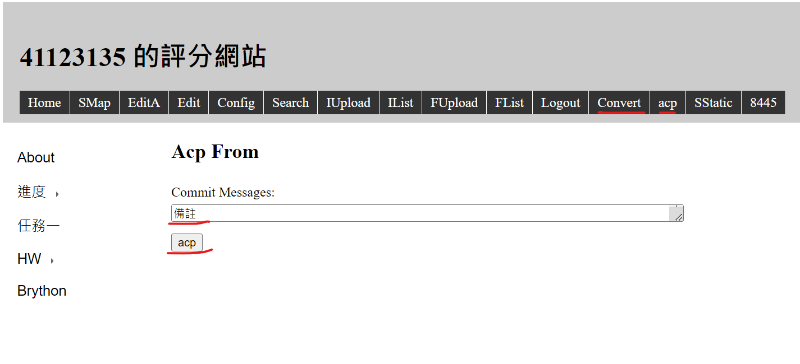 41123135 的評分網站
Home SMap EditA Edit Config Search IUpload IList FUpload FList Logout Convert acp SStatic 8445
About
進度
任務一
HW
Brython
Acp From
Commit Messages:
備註
acp